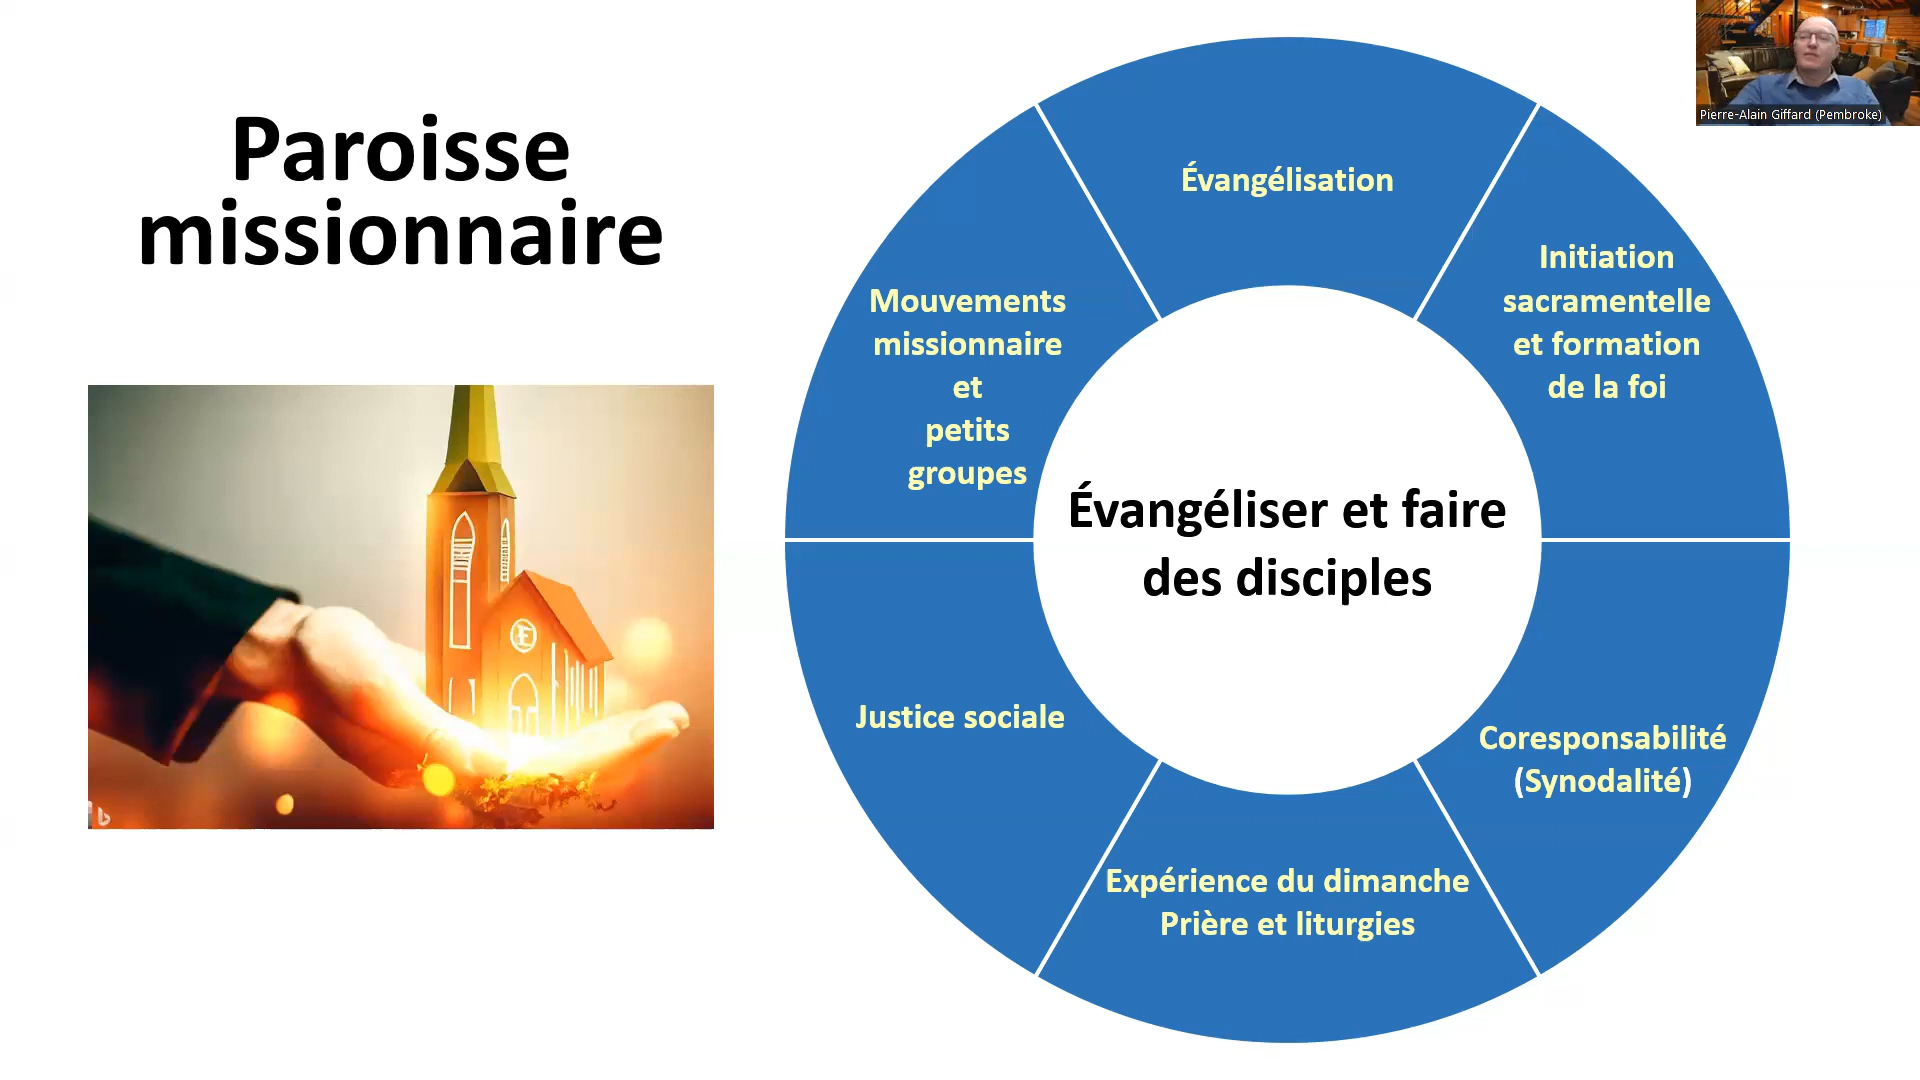 Paroisse
missionnaire
Évangélisation
Initiation
sacramentelle
et formation
de la foi
Coresponsabilité
(Synodalité)
Expérience du dimanche
Prière et liturgies
Justice sociale
Mouvements
missionnaire
et
petits
groupes
Évangéliser et faire
des disciples
Pierre-Alain Giffard (Pembroke)